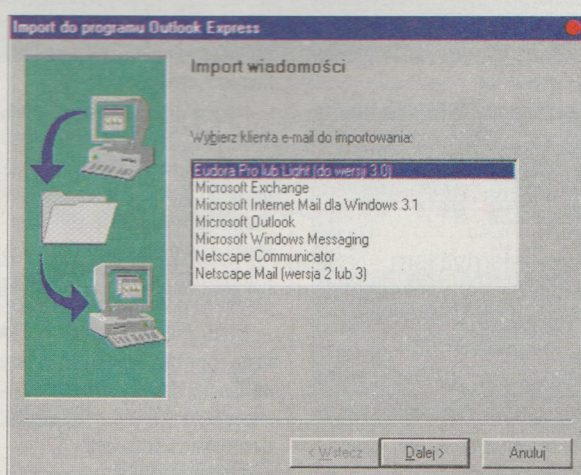 Import do programu Outlook Express
Import wiadomości
Wybierz klienta e-mail do importowania:
Eudora Pro lub Light (do wersji 3.0)
Microsoft Exchange
Microsoft Internet Mail dla Windows 3.1
Microsoft Outlook
Microsoft Windows Messaging
Netscape Communicator
Netscape Mail (wersja 2 lub 3)
< Wstecz
Dalej >
Anuluj